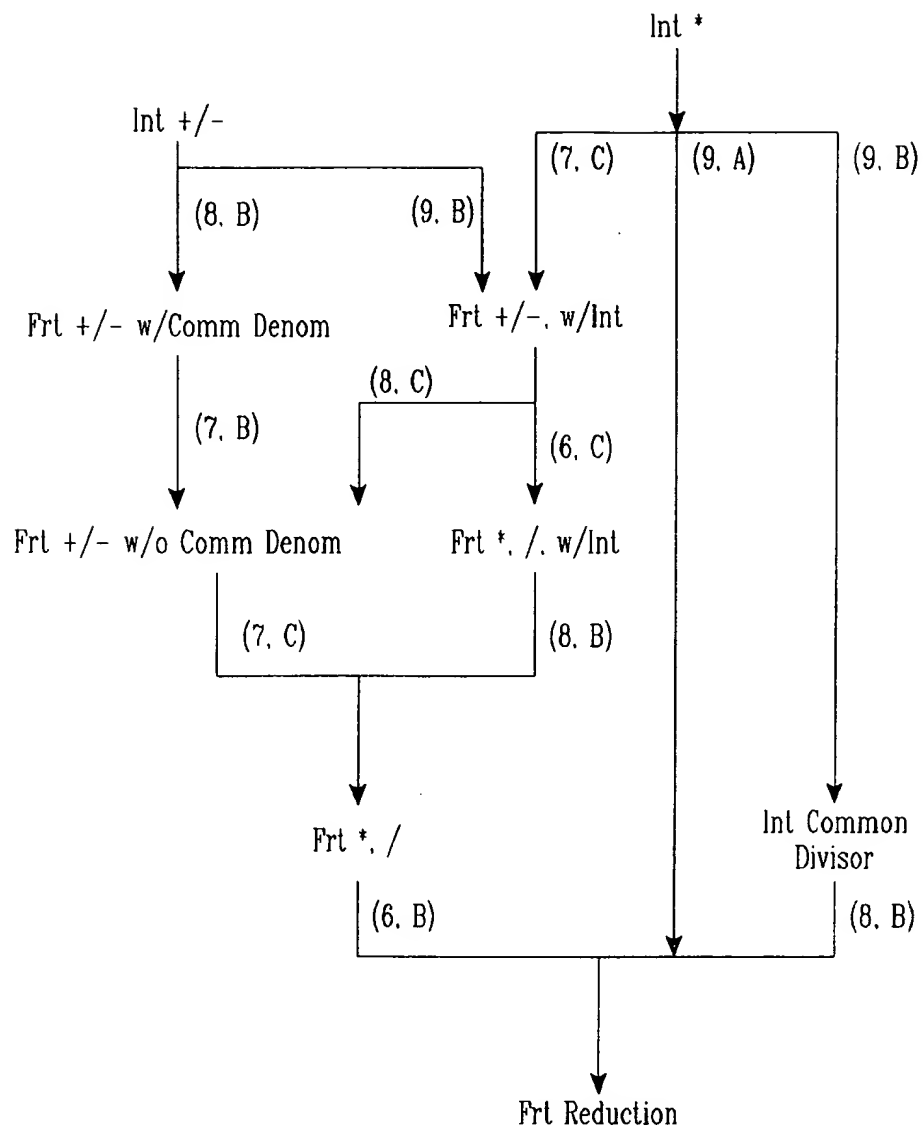 Int *
Int +/-
(7, C)
(9, A)
(9, B)
(8, B)
(9, B)
Frt +/- w/Comm Denom
Frt +/-, w/Int
(8, C)
(7, B)
(6, C)
Frt +/- w/o Comm Denom
Frt *, /, w/Int
(7, C)
(8, B)
Frt *, /
Int Common
Divisor
(6, B)
(8, B)
Frt Reduction